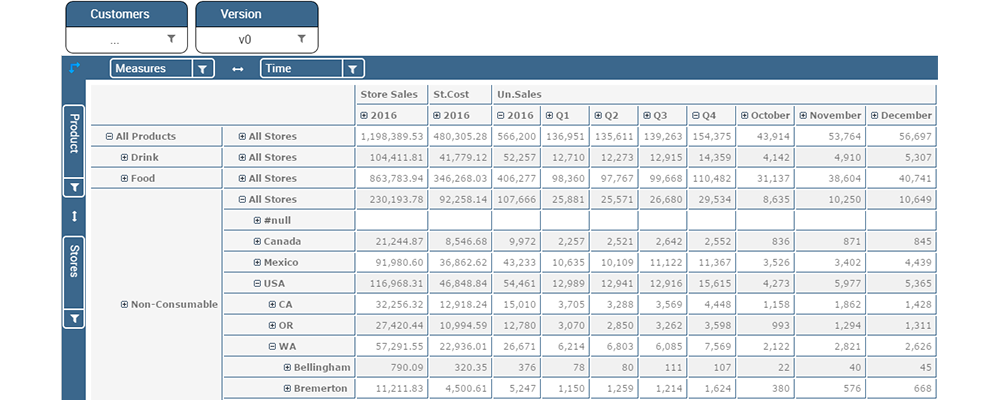 Customers Version
... v0
Measures Time
Store Sales St.Cost Un.Sales
2016 2016 2016 Q1 Q2 Q3 Q4 October November December
All Products All Stores 1,198,389.53 480,305.28 566,200 136,951 135,611 139,263 154,375 43,914 53,764 56,697
Drink All Stores 104,411.81 41,779.12 52,257 12,710 12,273 12,915 14,359 4,142 4,910 5,307
Food All Stores 863,783.94 346,268.03 406,277 98,360 97,767 99,668 110,482 31,137 38,604 40,741
All Stores 230,193.78 92,258.14 107,666 25,881 25,571 26,680 29,534 8,635 10,250 10,649
#null
Canada 21,244.87 8,546.68 9,972 2,257 2,521 2,642 2,552 836 871 845
Mexico 91,980.60 36,862.62 43,233 10,635 10,109 11,122 11,367 3,526 3,402 4,439
USA 116,968.31 46,848.84 54,461 12,989 12,941 12,916 15,615 4,273 5,977 5,365
Non-Consumable CA 32,256.32 12,918.24 15,010 3,705 3,288 3,569 4,448 1,158 1,862 1,428
OR 27,420.44 10,994.59 12,780 3,070 2,850 3,262 3,598 993 1,294 1,311
WA 57,291.55 22,936.01 26,671 6,214 6,803 6,085 7,569 2,122 2,821 2,626
Bellingham 790.09 320.35 376 78 80 111 107 22 40 45
Bremerton 11,211.83 4,500.61 5,247 1,150 1,259 1,214 1,624 380 576 668
Product
Stores